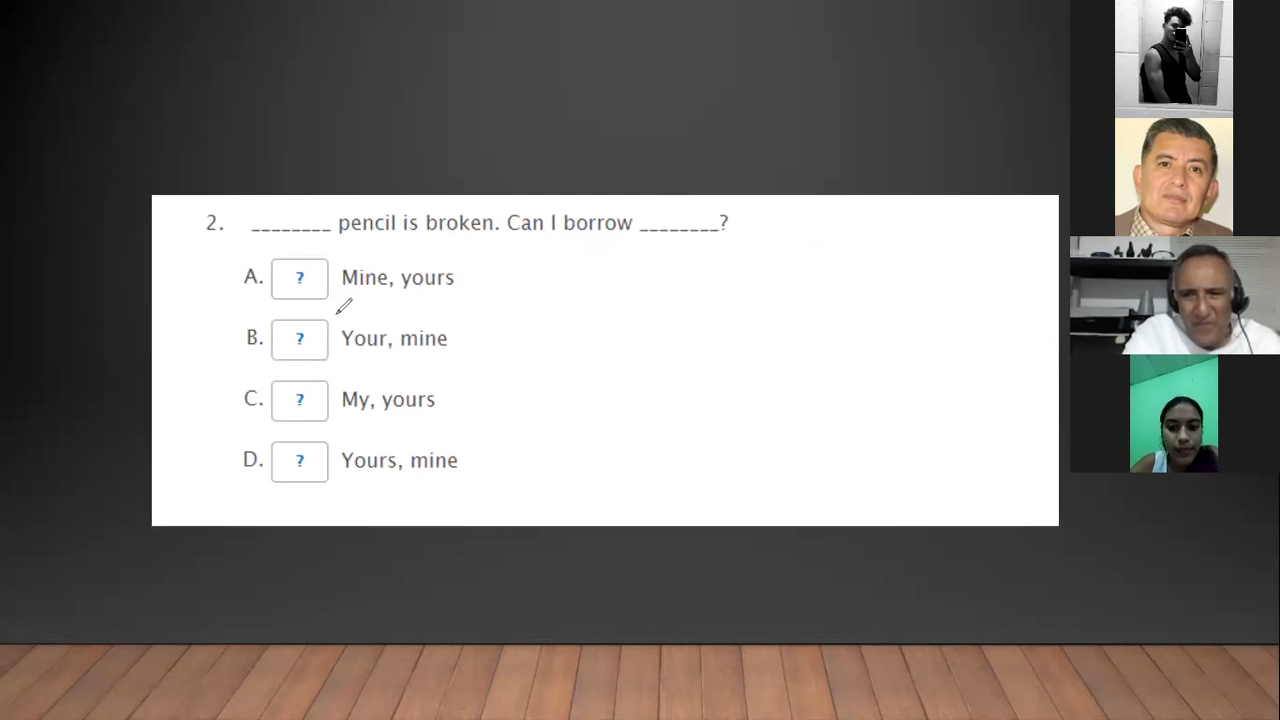 2. ________ pencil is broken. Can I borrow ________?
A. ? Mine, yours
B. ? Your, mine
C. ? My, yours
D. ? Yours, mine